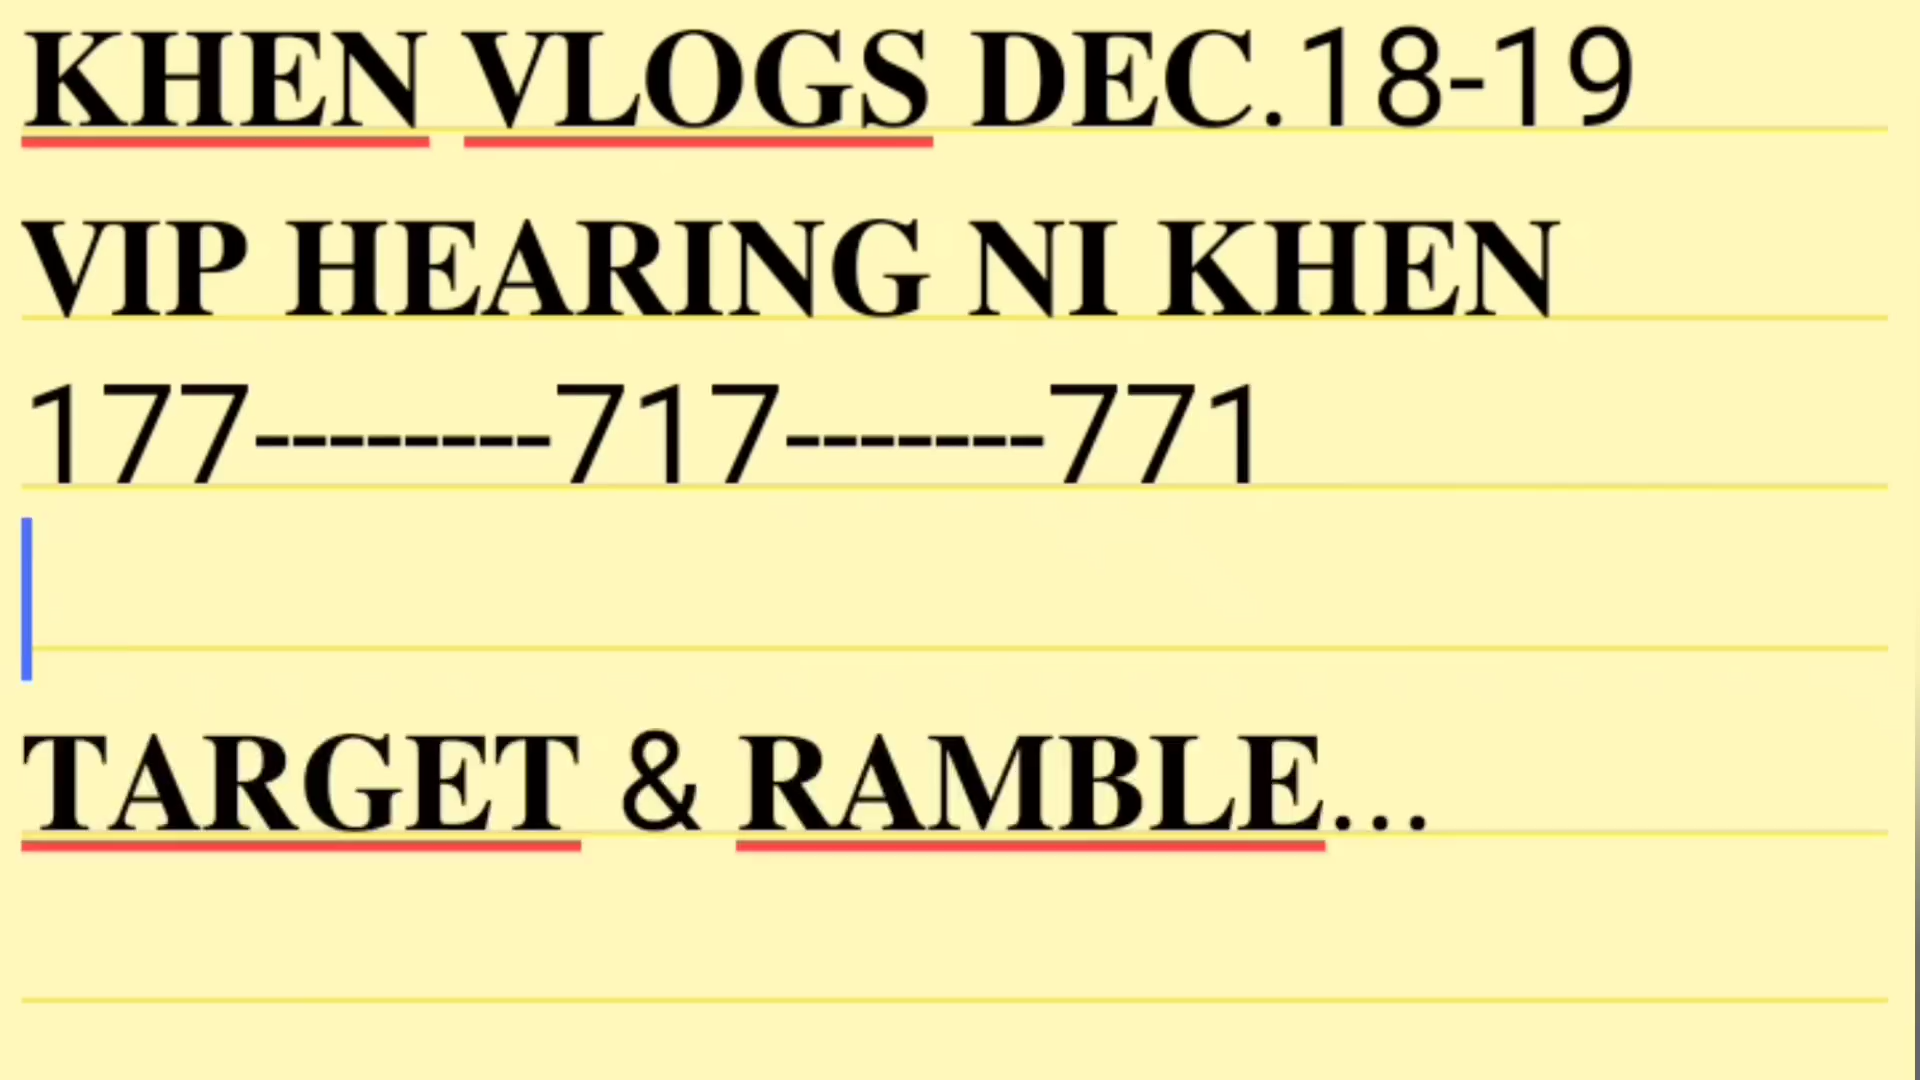 KHEN VLOGS DEC.18-19
VIP HEARING NI KHEN
177--------717-------771
TARGET & RAMBLE...